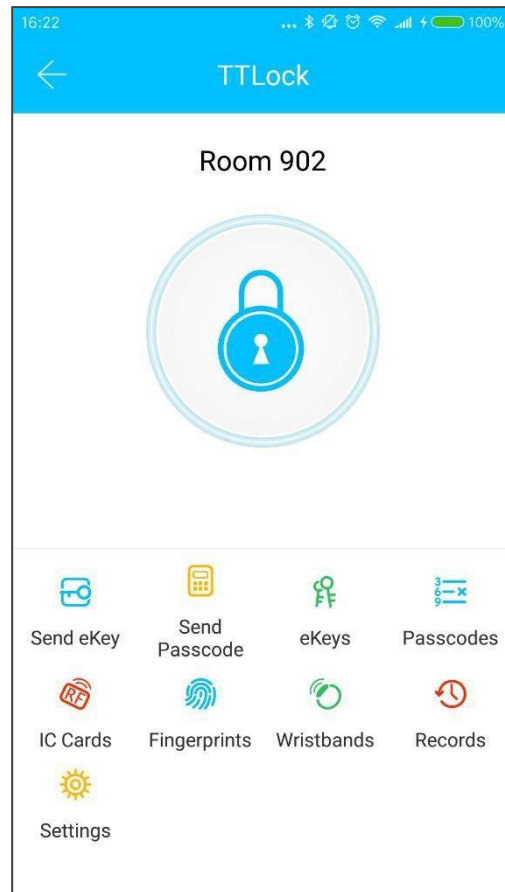 16:22 ... 100%
TTLock
Room 902
Send eKey Send Passcode eKeys Passcodes
IC Cards Fingerprints Wristbands Records
Settings